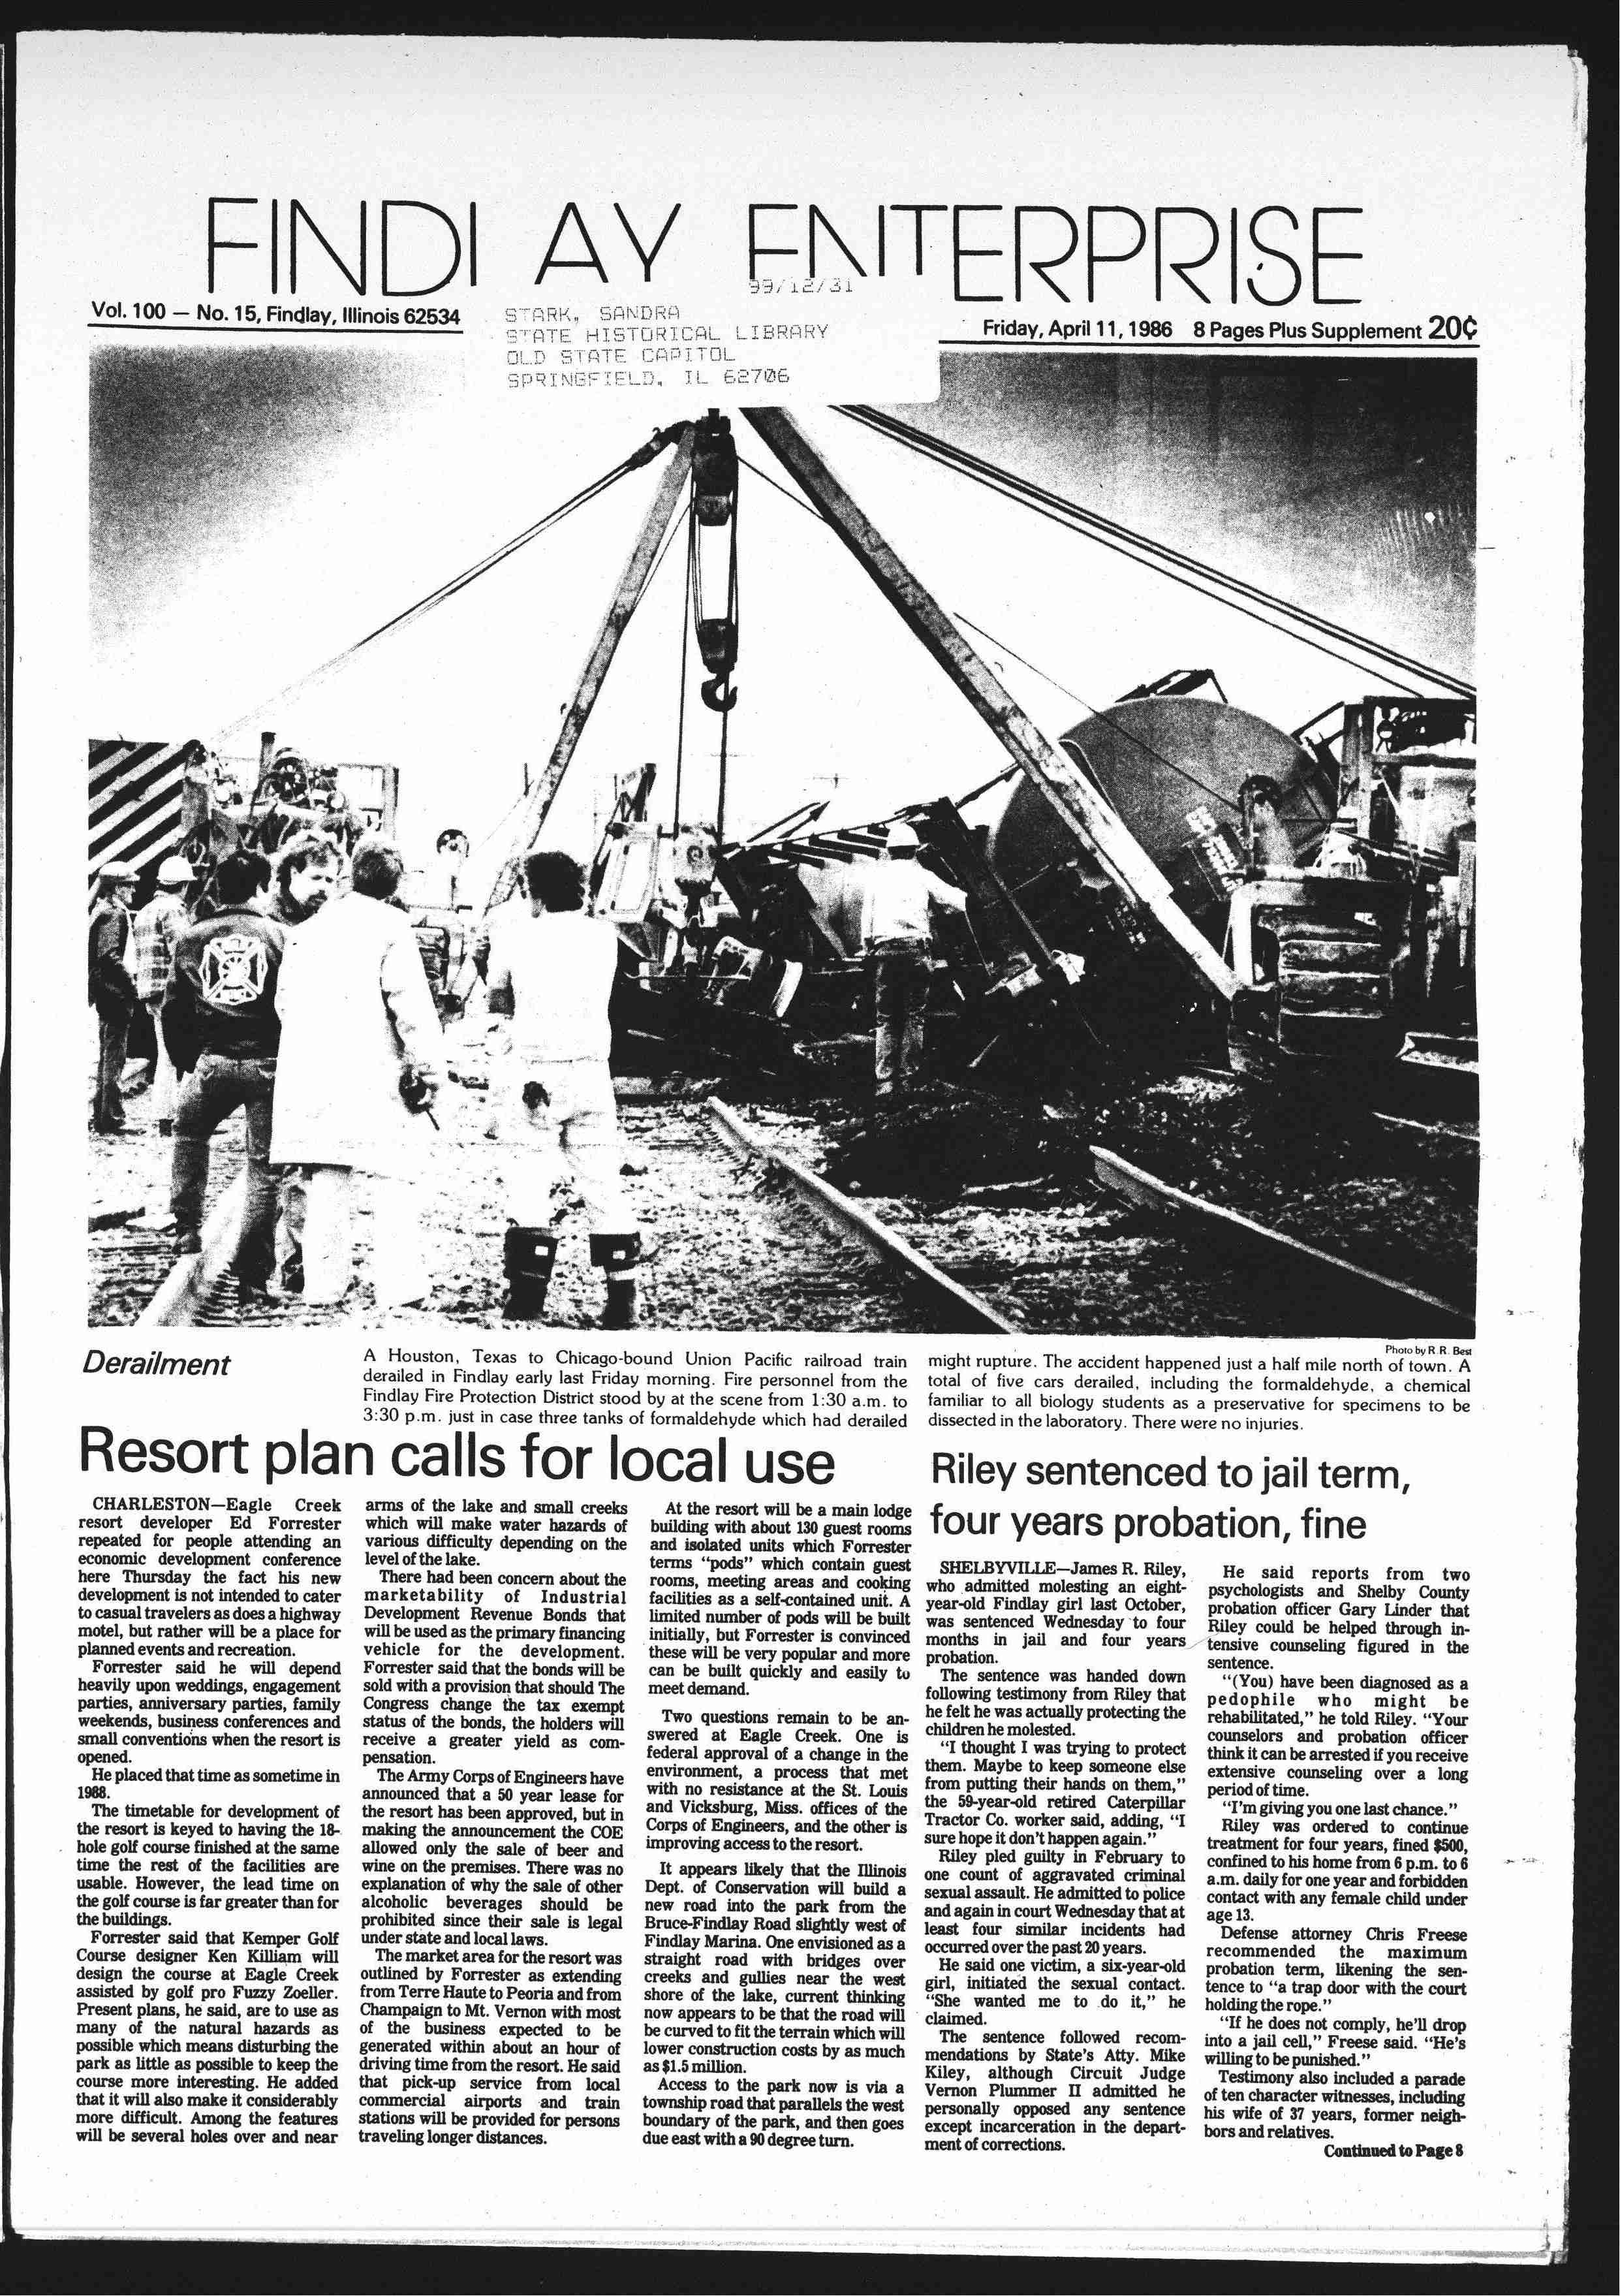 FINDLAY ENTERPRISE
99/12/31
Vol. 100 — No. 15, Findlay, Illinois 62534
STARK, SANDRA
STATE HISTORICAL LIBRARY
OLD STATE CAPITOL
SPRINGFIELD, IL 62706
Friday, April 11, 1986 8 Pages Plus Supplement 20¢
Photo by R. R. Best
Derailment
A Houston, Texas to Chicago-bound Union Pacific railroad train
derailed in Findlay early last Friday morning. Fire personnel from the
Findlay Fire Protection District stood by at the scene from 1:30 a.m. to
3:30 p.m. just in case three tanks of formaldehyde which had derailed
might rupture. The accident happened just a half mile north of town. A
total of five cars derailed, including the formaldehyde, a chemical
familiar to all biology students as a preservative for specimens to be
dissected in the laboratory. There were no injuries.
Resort plan calls for local use
CHARLESTON—Eagle Creek
resort developer Ed Forrester
repeated for people attending an
economic development conference
here Thursday the fact his new
development is not intended to cater
to casual travelers as does a highway
motel, but rather will be a place for
planned events and recreation.
Forrester said he will depend
heavily upon weddings, engagement
parties, anniversary parties, family
weekends, business conferences and
small conventions when the resort is
opened.
He placed that time as sometime in
1988.
The timetable for development of
the resort is keyed to having the 18-
hole golf course finished at the same
time the rest of the facilities are
usable. However, the lead time on
the golf course is far greater than for
the buildings.
Forrester said that Kemper Golf
Course designer Ken Killiam will
design the course at Eagle Creek
assisted by golf pro Fuzzy Zoeller.
Present plans, he said, are to use as
many of the natural hazards as
possible which means disturbing the
park as little as possible to keep the
course more interesting. He added
that it will also make it considerably
more difficult. Among the features
will be several holes over and near
arms of the lake and small creeks
which will make water hazards of
various difficulty depending on the
level of the lake.
There had been concern about the
marketability of Industrial
Development Revenue Bonds that
will be used as the primary financing
vehicle for the development.
Forrester said that the bonds will be
sold with a provision that should The
Congress change the tax exempt
status of the bonds, the holders will
receive a greater yield as com-
pensation.
The Army Corps of Engineers have
announced that a 50 year lease for
the resort has been approved, but in
making the announcement the COE
allowed only the sale of beer and
wine on the premises. There was no
explanation of why the sale of other
alcoholic beverages should be
prohibited since their sale is legal
under state and local laws.
The market area for the resort was
outlined by Forrester as extending
from Terre Haute to Peoria and from
Champaign to Mt. Vernon with most
of the business expected to be
generated within about an hour of
driving time from the resort. He said
that pick-up service from local
commercial airports and train
stations will be provided for persons
traveling longer distances.
At the resort will be a main lodge
building with about 130 guest rooms
and isolated units which Forrester
terms “pods” which contain guest
rooms, meeting areas and cooking
facilities as a self-contained unit. A
limited number of pods will be built
initially, but Forrester is convinced
these will be very popular and more
can be built quickly and easily to
meet demand.
Two questions remain to be an-
swered at Eagle Creek. One is
federal approval of a change in the
environment, a process that met
with no resistance at the St. Louis
and Vicksburg, Miss. offices of the
Corps of Engineers, and the other is
improving access to the resort.
It appears likely that the Illinois
Dept. of Conservation will build a
new road into the park from the
Bruce-Findlay Road slightly west of
Findlay Marina. One envisioned as a
straight road with bridges over
creeks and gullies near the west
shore of the lake, current thinking
now appears to be that the road will
be curved to fit the terrain which will
lower construction costs by as much
as $1.5 million.
Access to the park now is via a
township road that parallels the west
boundary of the park, and then goes
due east with a 90 degree turn.
Riley sentenced to jail term,
four years probation, fine
SHELBYVILLE—James R. Riley,
who admitted molesting an eight-
year-old Findlay girl last October,
was sentenced Wednesday to four
months in jail and four years
probation.
The sentence was handed down
following testimony from Riley that
he felt he was actually protecting the
children he molested.
“I thought I was trying to protect
them. Maybe to keep someone else
from putting their hands on them,”
the 59-year-old retired Caterpillar
Tractor Co. worker said, adding, “I
sure hope it don’t happen again.”
Riley pled guilty in February to
one count of aggravated criminal
sexual assault. He admitted to police
and again in court Wednesday that at
least four similar incidents had
occurred over the past 20 years.
He said one victim, a six-year-old
girl, initiated the sexual contact.
“She wanted me to do it,” he
claimed.
The sentence followed recom-
mendations by State’s Atty. Mike
Kiley, although Circuit Judge
Vernon Plummer II admitted he
personally opposed any sentence
except incarceration in the depart-
ment of corrections.
He said reports from two
psychologists and Shelby County
probation officer Gary Linder that
Riley could be helped through in-
tensive counseling figured in the
sentence.
“(You) have been diagnosed as a
pedophile who might be
rehabilitated,” he told Riley. “Your
counselors and probation officer
think it can be arrested if you receive
extensive counseling over a long
period of time.
“I’m giving you one last chance.”
Riley was ordered to continue
treatment for four years, fined $500,
confined to his home from 6 p.m. to 6
a.m. daily for one year and forbidden
contact with any female child under
age 13.
Defense attorney Chris Freese
recommended the maximum
probation term, likening the sen-
tence to “a trap door with the court
holding the rope.”
“If he does not comply, he’ll drop
into a jail cell,” Freese said. “He’s
willing to be punished.”
Testimony also included a parade
of ten character witnesses, including
his wife of 37 years, former neigh-
bors and relatives.
Continued to Page 8